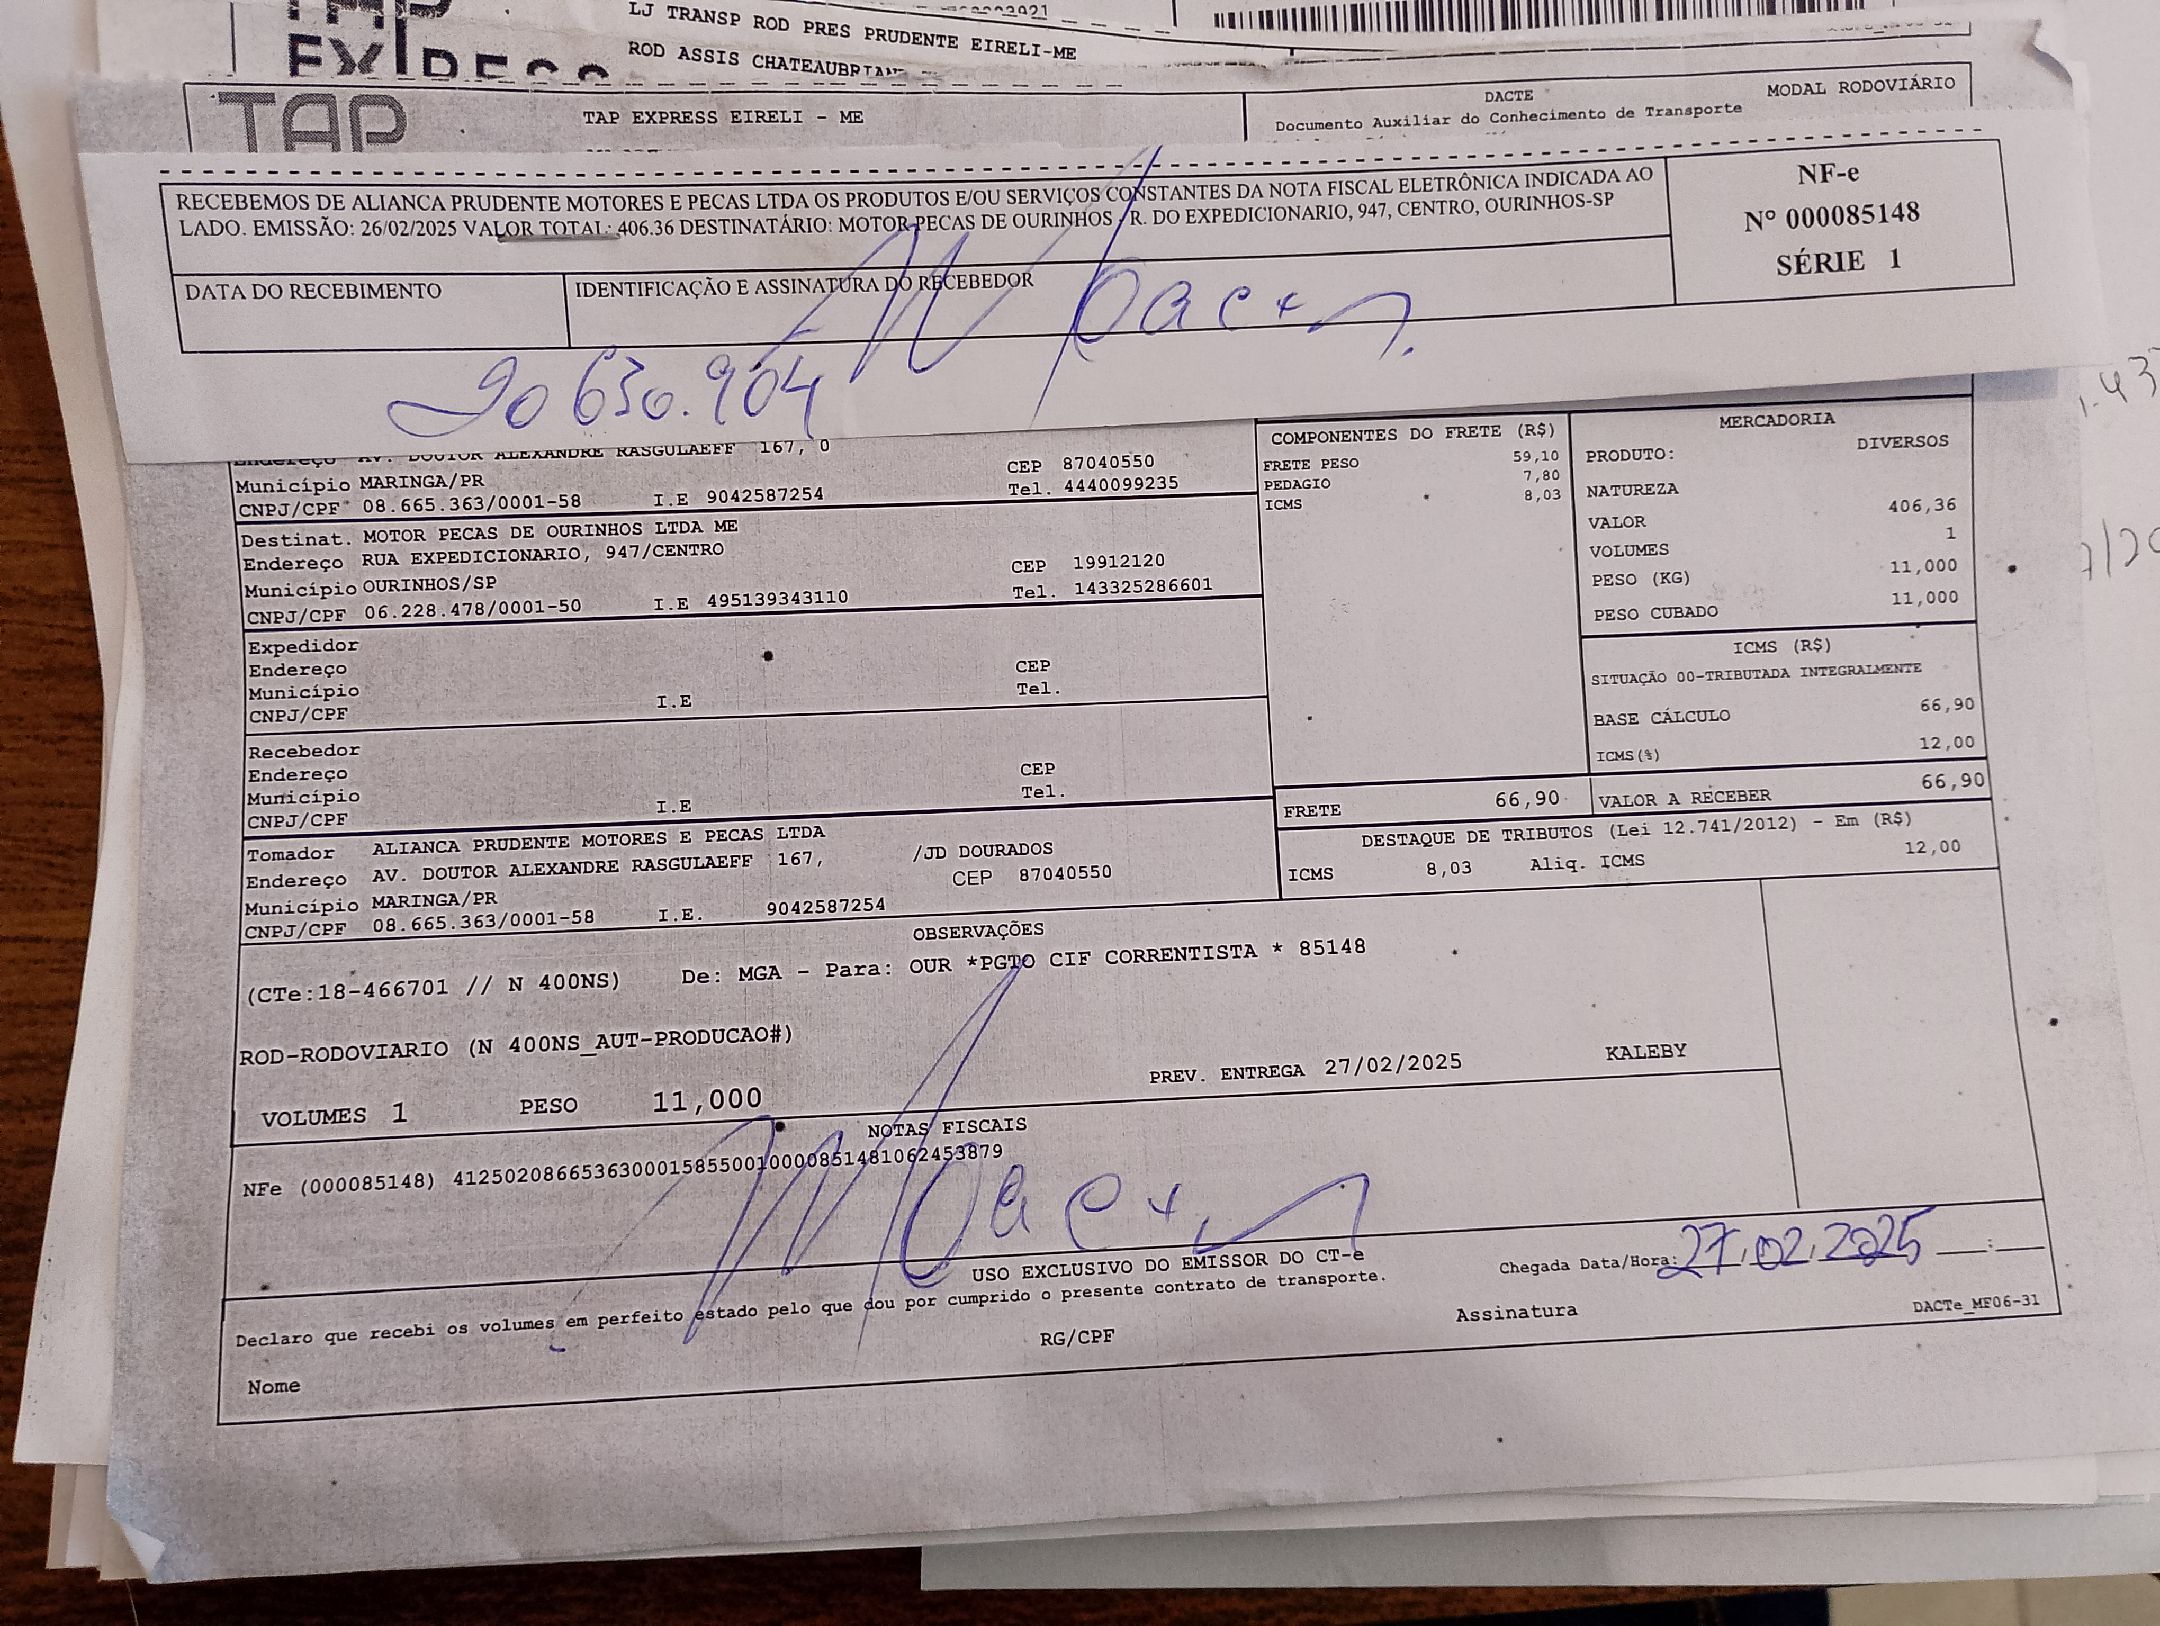 LJ TRANSP ROD PRES PRUDENTE EIRELI-ME
ROD ASSIS CHATEAUBRIAND
TAP
TAP EXPRESS EIRELI - ME
DACTE
MODAL RODOVIÁRIO
Documento Auxiliar do Conhecimento de Transporte
RECEBEMOS DE ALIANCA PRUDENTE MOTORES E PECAS LTDA OS PRODUTOS E/OU SERVIÇOS CONSTANTES DA NOTA FISCAL ELETRÔNICA INDICADA AO
LADO. EMISSÃO: 26/02/2025 VALOR TOTAL: 406.36 DESTINATÁRIO: MOTOR PECAS DE OURINHOS / R. DO EXPEDICIONARIO, 947, CENTRO, OURINHOS-SP
NF-e
Nº 000085148
SÉRIE 1
DATA DO RECEBIMENTO
IDENTIFICAÇÃO E ASSINATURA DO RECEBEDOR
20 630.904
Endereço AV. DOUTOR ALEXANDRE RASGULAEFF 167, 0
Município MARINGA/PR CEP 87040550
CNPJ/CPF 08.665.363/0001-58 I.E 9042587254 Tel. 4440099235
Destinat. MOTOR PECAS DE OURINHOS LTDA ME
Endereço RUA EXPEDICIONARIO, 947/CENTRO
Município OURINHOS/SP CEP 19912120
CNPJ/CPF 06.228.478/0001-50 I.E 495139343110 Tel. 143325286601
Expedidor
Endereço
Município CEP
CNPJ/CPF I.E Tel.
Recebedor
Endereço
Município CEP
CNPJ/CPF I.E Tel.
Tomador ALIANCA PRUDENTE MOTORES E PECAS LTDA
Endereço AV. DOUTOR ALEXANDRE RASGULAEFF 167, /JD DOURADOS
Município MARINGA/PR CEP 87040550
CNPJ/CPF 08.665.363/0001-58 I.E. 9042587254
COMPONENTES DO FRETE (R$)
FRETE PESO 59,10
PEDAGIO 7,80
ICMS 8,03
MERCADORIA
PRODUTO: DIVERSOS
NATUREZA
VALOR 406,36
VOLUMES 1
PESO (KG) 11,000
PESO CUBADO 11,000
ICMS (R$)
SITUAÇÃO 00-TRIBUTADA INTEGRALMENTE
BASE CÁLCULO 66,90
ICMS(%) 12,00
FRETE 66,90 VALOR A RECEBER 66,90
DESTAQUE DE TRIBUTOS (Lei 12.741/2012) - Em (R$)
ICMS 8,03 Aliq. ICMS 12,00
OBSERVAÇÕES
(CTe:18-466701 // N 400NS) De: MGA - Para: OUR *PGTO CIF CORRENTISTA * 85148
ROD-RODOVIARIO (N 400NS_AUT-PRODUCAO#)
VOLUMES 1 PESO 11,000 PREV. ENTREGA 27/02/2025 KALEBY
NOTAS FISCAIS
NFe (000085148) 41250208665363000158550010000851481062453879
USO EXCLUSIVO DO EMISSOR DO CT-e
Chegada Data/Hora: 27.02.2025 ___:___
Declaro que recebi os volumes em perfeito estado pelo que dou por cumprido o presente contrato de transporte.
Nome RG/CPF Assinatura DACTe_MF06-31